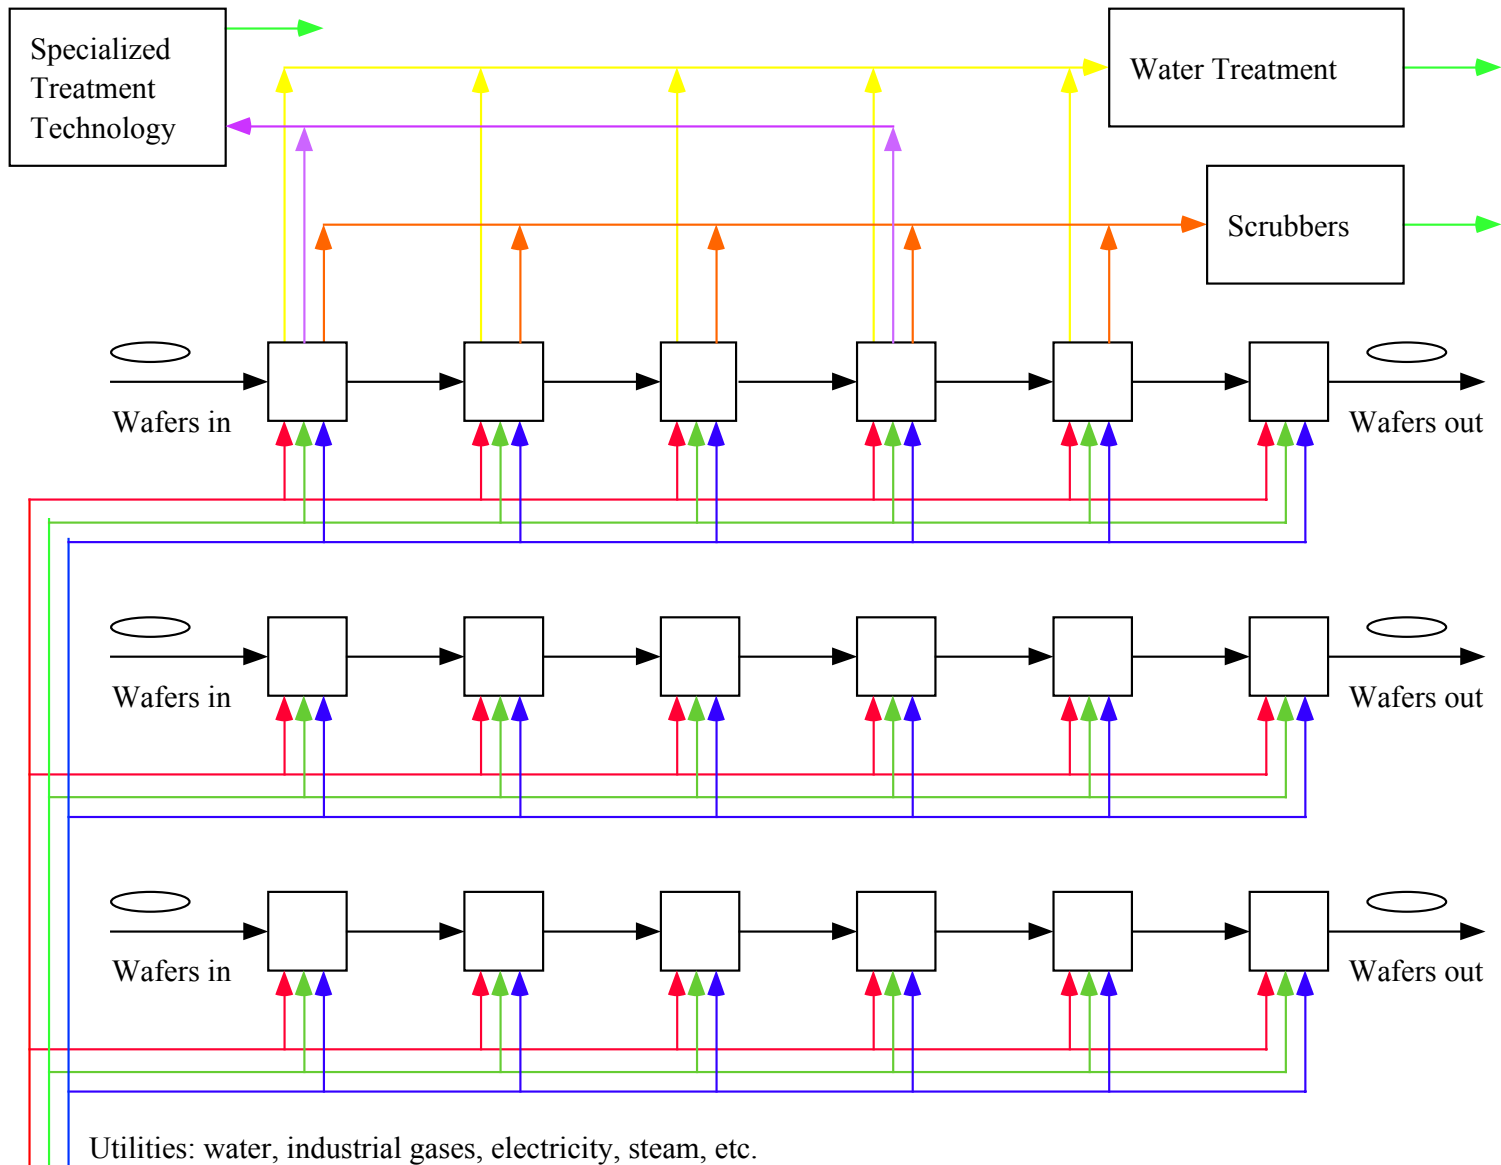 Specialized
Treatment
Technology
Water Treatment
Scrubbers
Wafers in
Wafers out
Wafers in
Wafers out
Wafers in
Wafers out
Utilities: water, industrial gases, electricity, steam, etc.